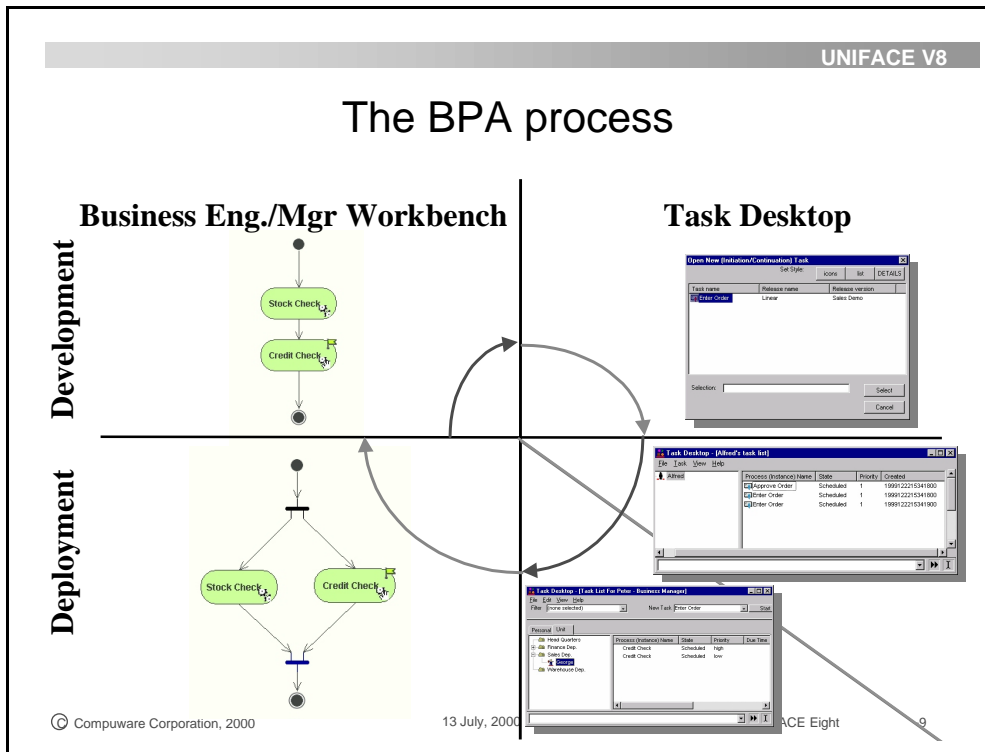 UNIFACE V8
The BPA process
Business Eng./Mgr Workbench
Task Desktop
Development
Stock Check
Credit Check
Open New (Initiation/Continuation) Task
Set Style: icons list DETAILS
Task name Release name Release version
Enter Order Linear Sales Demo
Selection: Select
Cancel
Task Desktop - [Alfred's task list]
File Task View Help
Alfred
Process (Instance) Name State Priority Created
Approve Order Scheduled 1 1999122215341800
Enter Order Scheduled 1 1999122215341800
Enter Order Scheduled 1 1999122215341900
Deployment
Stock Check
Credit Check
Task Desktop - [Task List For Peter - Business Manager]
File Edit View Help
Filter (none selected) New Task Enter Order Start
Personal Unit
Head Quarters
Finance Dep.
Sales Dep.
George
Warehouse Dep.
Process (Instance) Name State Priority Due Time
Credit Check Scheduled high
Credit Check Scheduled low
© Compuware Corporation, 2000
13 July, 2000
ACE Eight
9